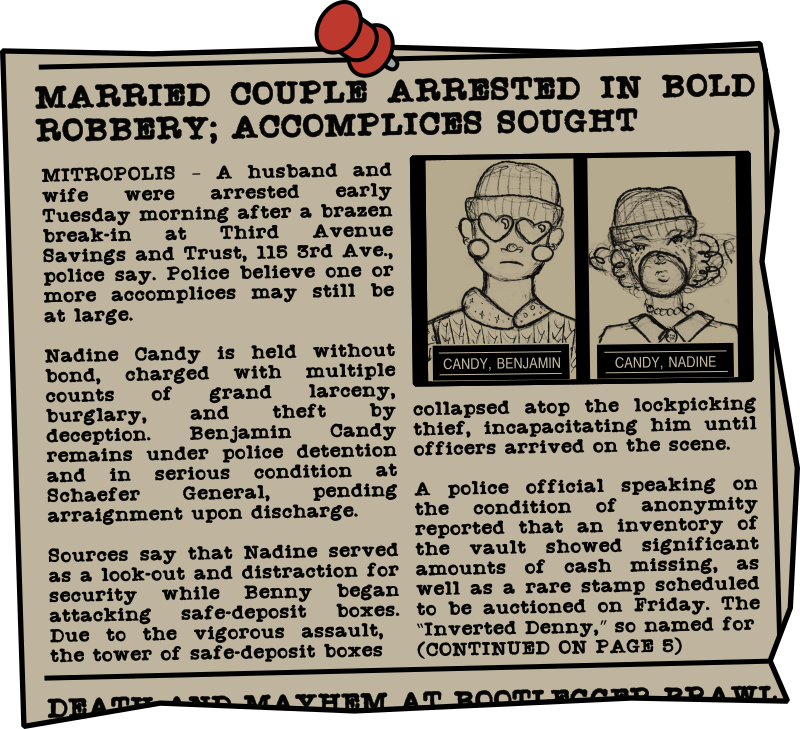 MARRIED COUPLE ARRESTED IN BOLD
ROBBERY; ACCOMPLICES SOUGHT
MITROPOLIS – A husband and
wife were arrested early
Tuesday morning after a brazen
break-in at Third Avenue
Savings and Trust, 115 3rd Ave.,
police say. Police believe one or
more accomplices may still be
at large.
Nadine Candy is held without
bond, charged with multiple
counts of grand larceny,
burglary, and theft by
deception. Benjamin Candy
remains under police detention
and in serious condition at
Schaefer General, pending
arraignment upon discharge.
Sources say that Nadine served
as a look-out and distraction for
security while Benny began
attacking safe-deposit boxes.
Due to the vigorous assault,
the tower of safe-deposit boxes
CANDY, BENJAMIN
CANDY, NADINE
collapsed atop the lockpicking
thief, incapacitating him until
officers arrived on the scene.
A police official speaking on
the condition of anonymity
reported that an inventory of
the vault showed significant
amounts of cash missing, as
well as a rare stamp scheduled
to be auctioned on Friday. The
“Inverted Denny,” so named for
(CONTINUED ON PAGE 5)
DEATH AND MAYHEM AT BOOTLEGGER BRAWL